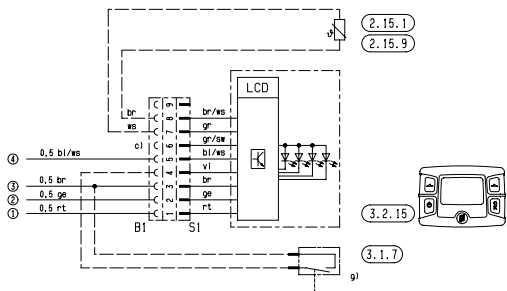 2.15.1
2.15.9
LCD
br
ws
c)
9
8
7
6
5
4
3
2
1
br/ws
gr
gr/sw
bl/ws
vi
br
ge
rt
④ 0,5 bl/ws
③ 0,5 br
② 0,5 ge
① 0,5 rt
B1
S1
3.2.15
3.1.7
g)